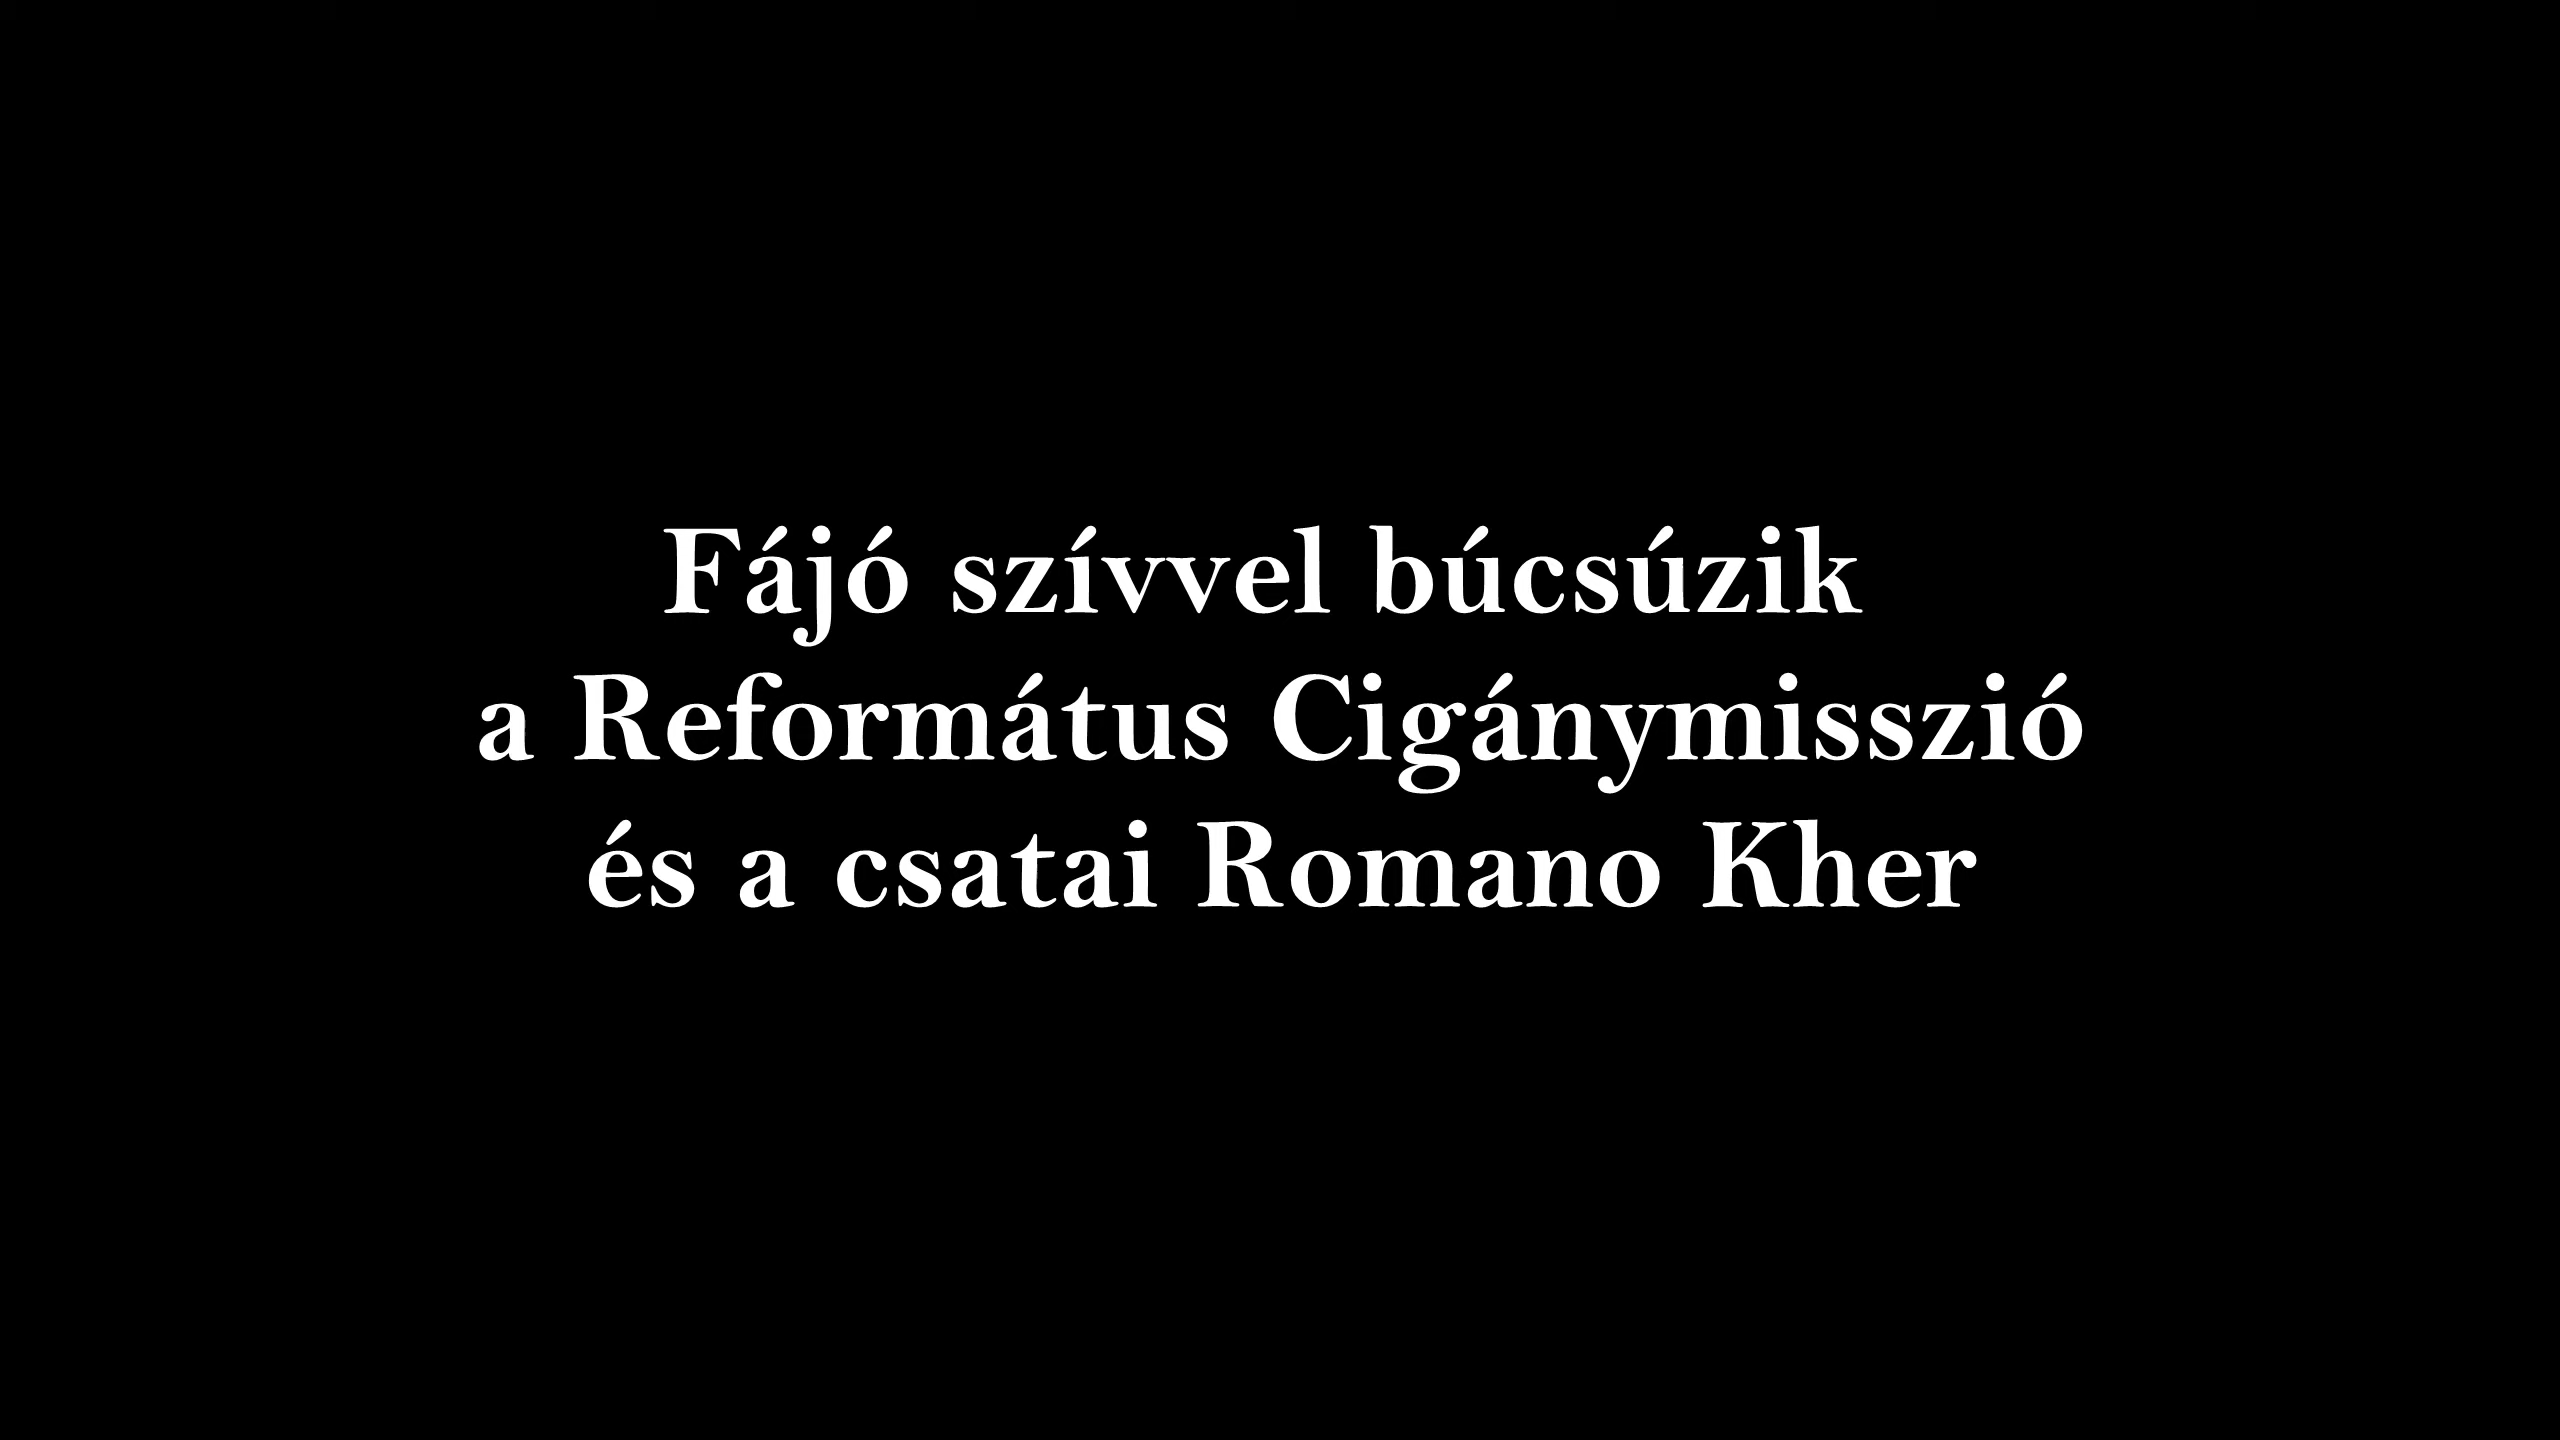 Fájó szívvel búcsúzik
a Református Cigánymisszió
és a csatai Romano Kher